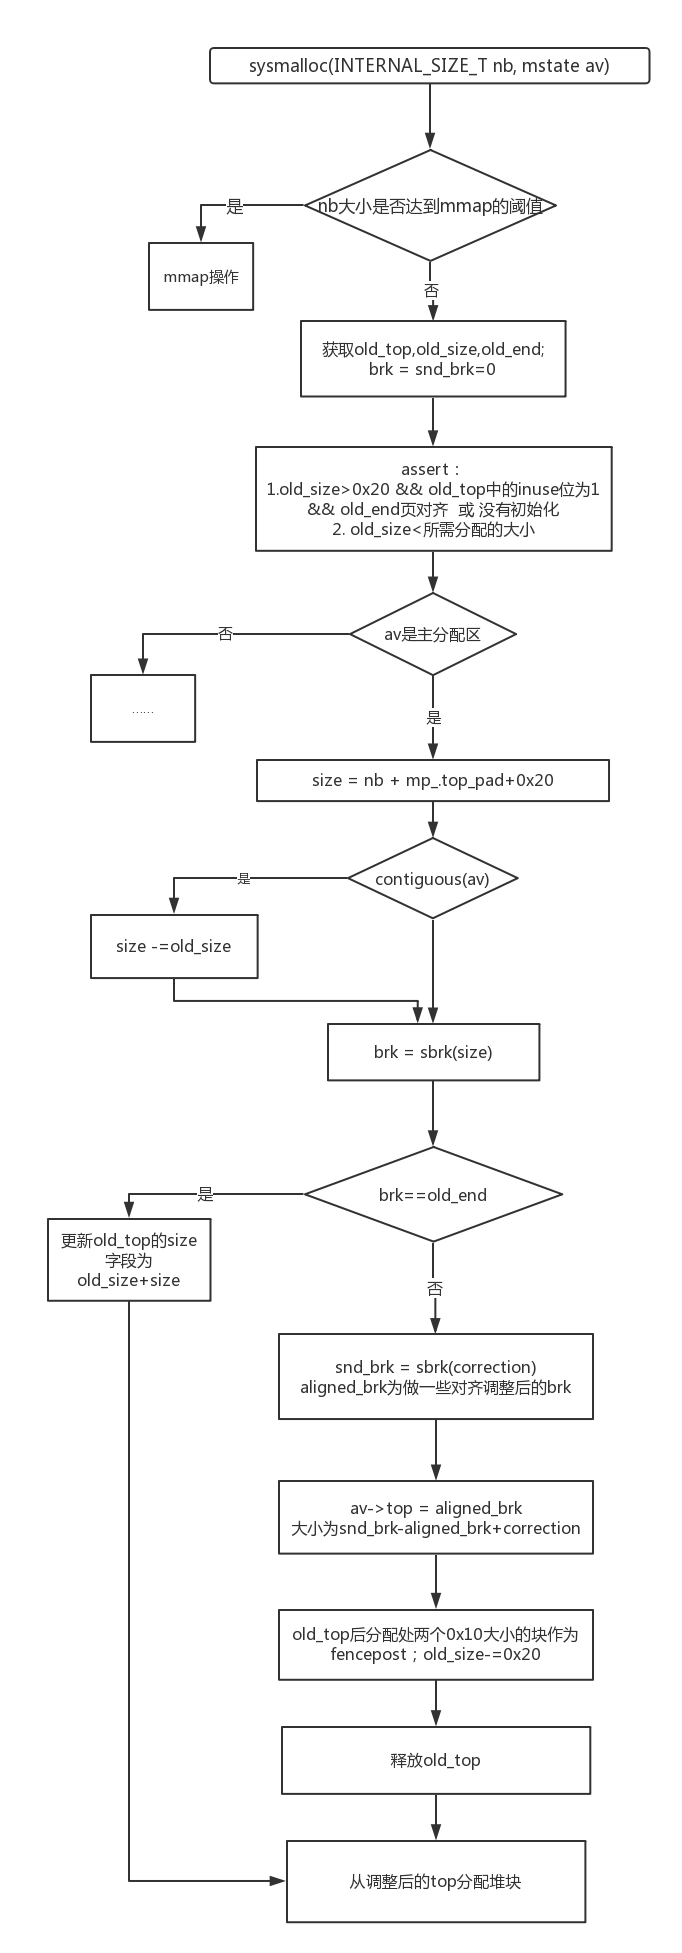 sysmalloc(INTERNAL_SIZE_T nb, mstate av)
nb大小是否达到mmap的阈值
是
mmap操作
否
获取old_top,old_size,old_end;
brk = snd_brk=0
assert：
1.old_size>0x20 && old_top中的inuse位为1
&& old_end页对齐 或 没有初始化
2. old_size<所需分配的大小
av是主分配区
否
……
是
size = nb + mp_.top_pad+0x20
contiguous(av)
是
size -=old_size
brk = sbrk(size)
brk==old_end
是
更新old_top的size
字段为
old_size+size
否
snd_brk = sbrk(correction)
aligned_brk为做一些对齐调整后的brk
av->top = aligned_brk
大小为snd_brk-aligned_brk+correction
old_top后分配处两个0x10大小的块作为
fencepost；old_size-=0x20
释放old_top
从调整后的top分配堆块